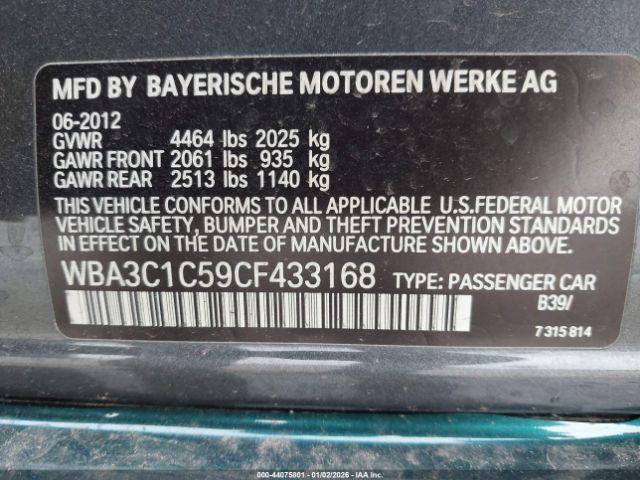 MFD BY BAYERISCHE MOTOREN WERKE AG
06-2012
GVWR 4464 lbs 2025 kg
GAWR FRONT 2061 lbs 935 kg
GAWR REAR 2513 lbs 1140 kg
THIS VEHICLE CONFORMS TO ALL APPLICABLE U.S.FEDERAL MOTOR
VEHICLE SAFETY, BUMPER, AND THEFT PREVENTION STANDARDS
IN EFFECT ON THE DATE OF MANUFACTURE SHOWN ABOVE.
WBA3C1C59CF433168 TYPE: PASSENGER CAR
B39/
7 315 814
000-44075801 - 01/02/2026 - COPYRIGHT IAA, LLC.